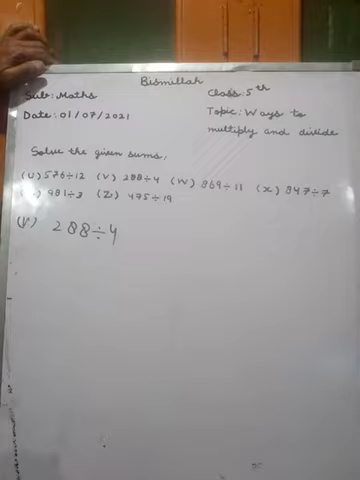 Bismillah
Sub: Maths
Class: 5th
Date: 01/07/2021
Topic: Ways to
multiply and divide
Solve the given sums:
(U) 576÷12 (V) 288÷4 (W) 869÷11 (X) 847÷7
981÷3 (Z) 475÷19
(V) 288÷4